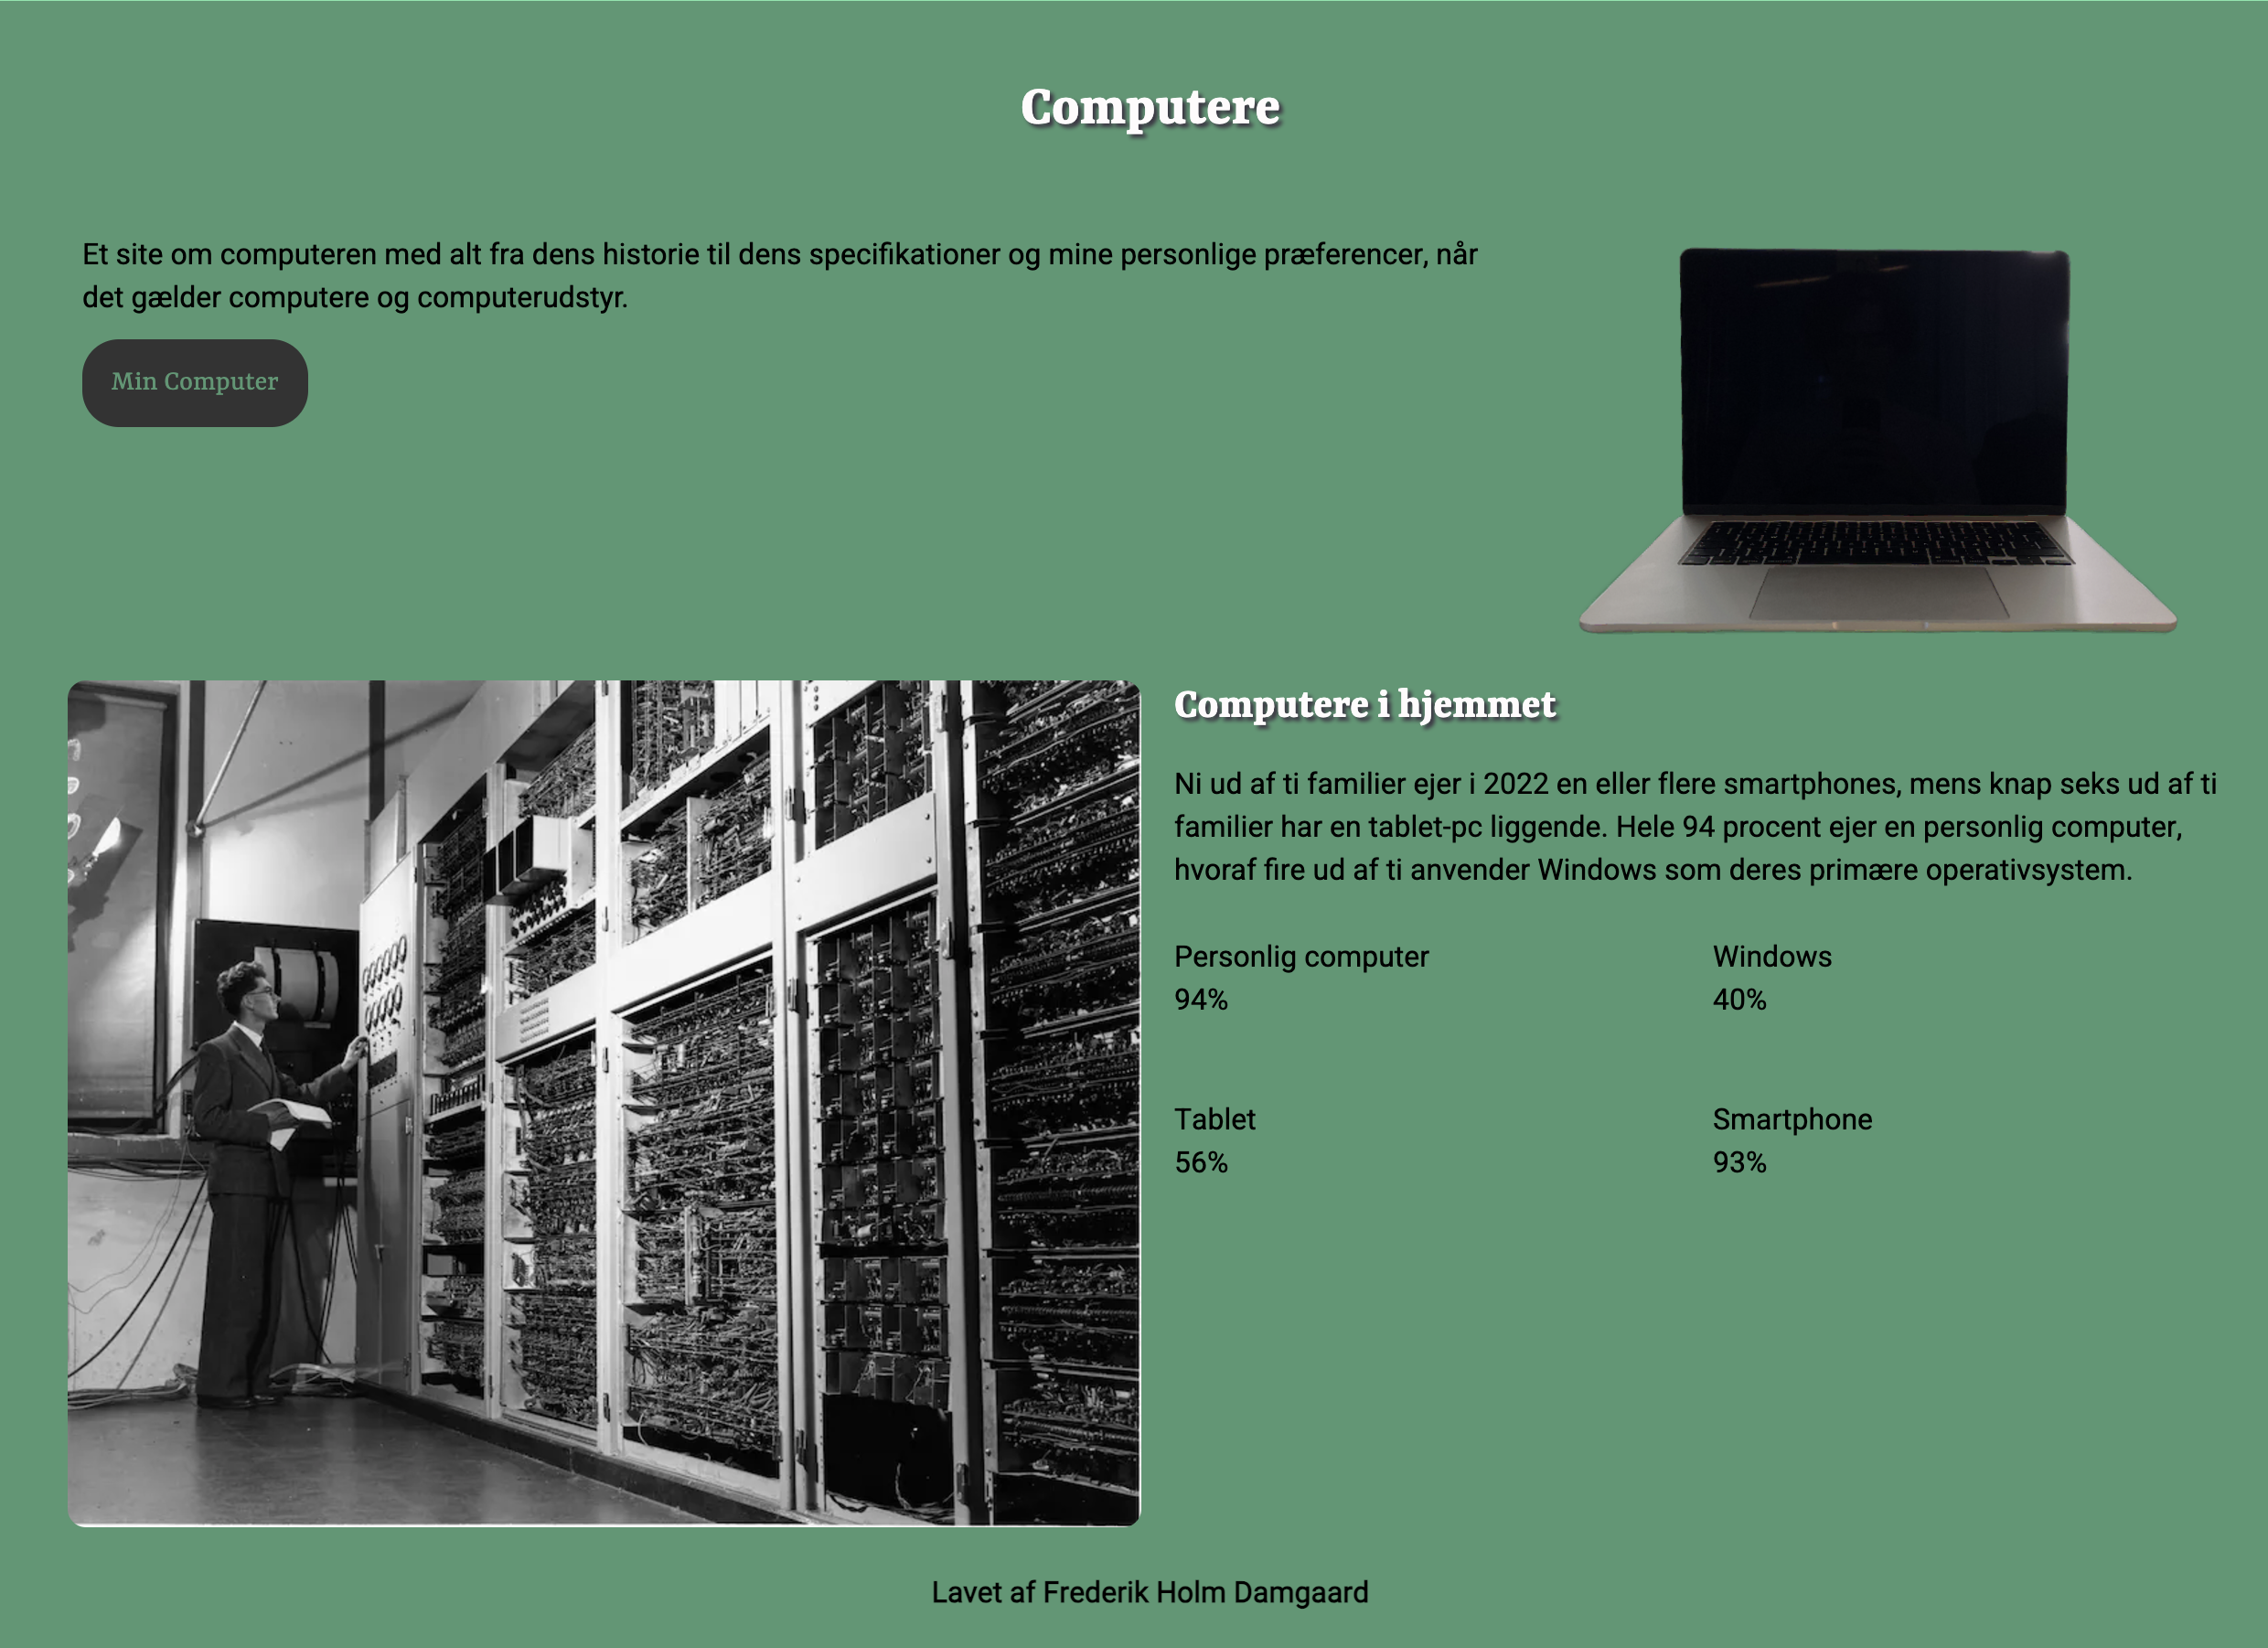 Computere
Et site om computeren med alt fra dens historie til dens specifikationer og mine personlige præferencer, når
det gælder computere og computerudstyr.
Min Computer
Computere i hjemmet
Ni ud af ti familier ejer i 2022 en eller flere smartphones, mens knap seks ud af ti
familier har en tablet-pc liggende. Hele 94 procent ejer en personlig computer,
hvoraf fire ud af ti anvender Windows som deres primære operativsystem.
Personlig computer
94%
Windows
40%
Tablet
56%
Smartphone
93%
Lavet af Frederik Holm Damgaard